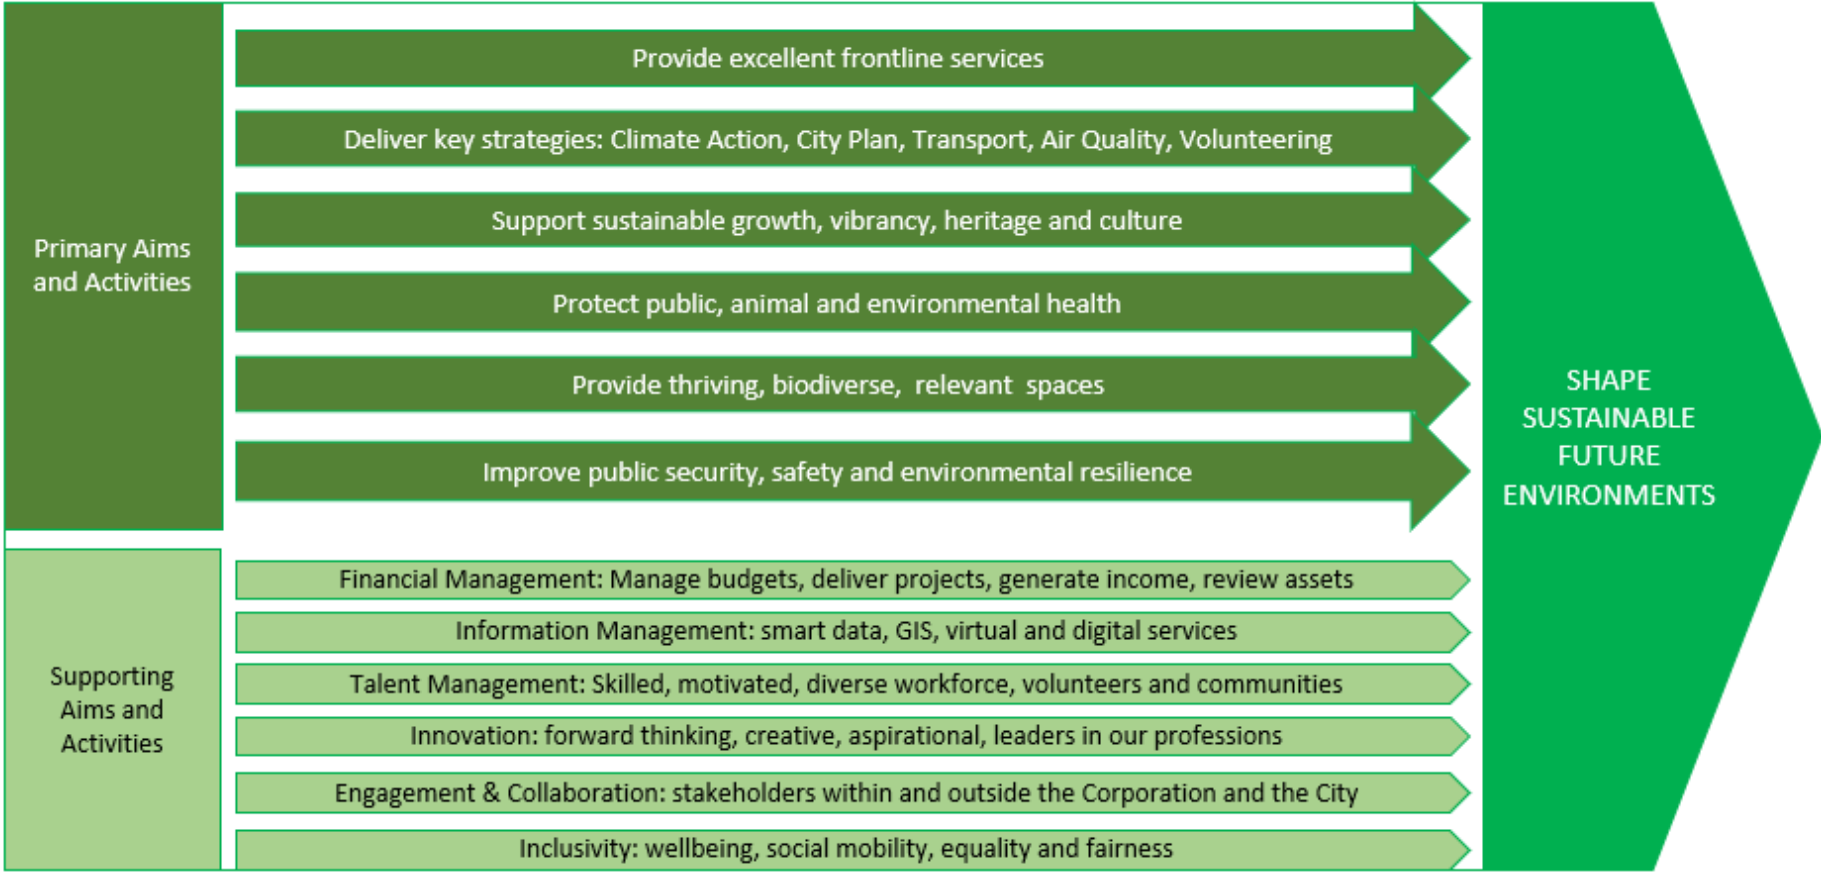 Primary Aims
and Activities
Provide excellent frontline services
Deliver key strategies: Climate Action, City Plan, Transport, Air Quality, Volunteering
Support sustainable growth, vibrancy, heritage and culture
Protect public, animal and environmental health
Provide thriving, biodiverse, relevant spaces
Improve public security, safety and environmental resilience
Supporting
Aims and
Activities
Financial Management: Manage budgets, deliver projects, generate income, review assets
Information Management: smart data, GIS, virtual and digital services
Talent Management: Skilled, motivated, diverse workforce, volunteers and communities
Innovation: forward thinking, creative, aspirational, leaders in our professions
Engagement & Collaboration: stakeholders within and outside the Corporation and the City
Inclusivity: wellbeing, social mobility, equality and fairness
SHAPE
SUSTAINABLE
FUTURE
ENVIRONMENTS